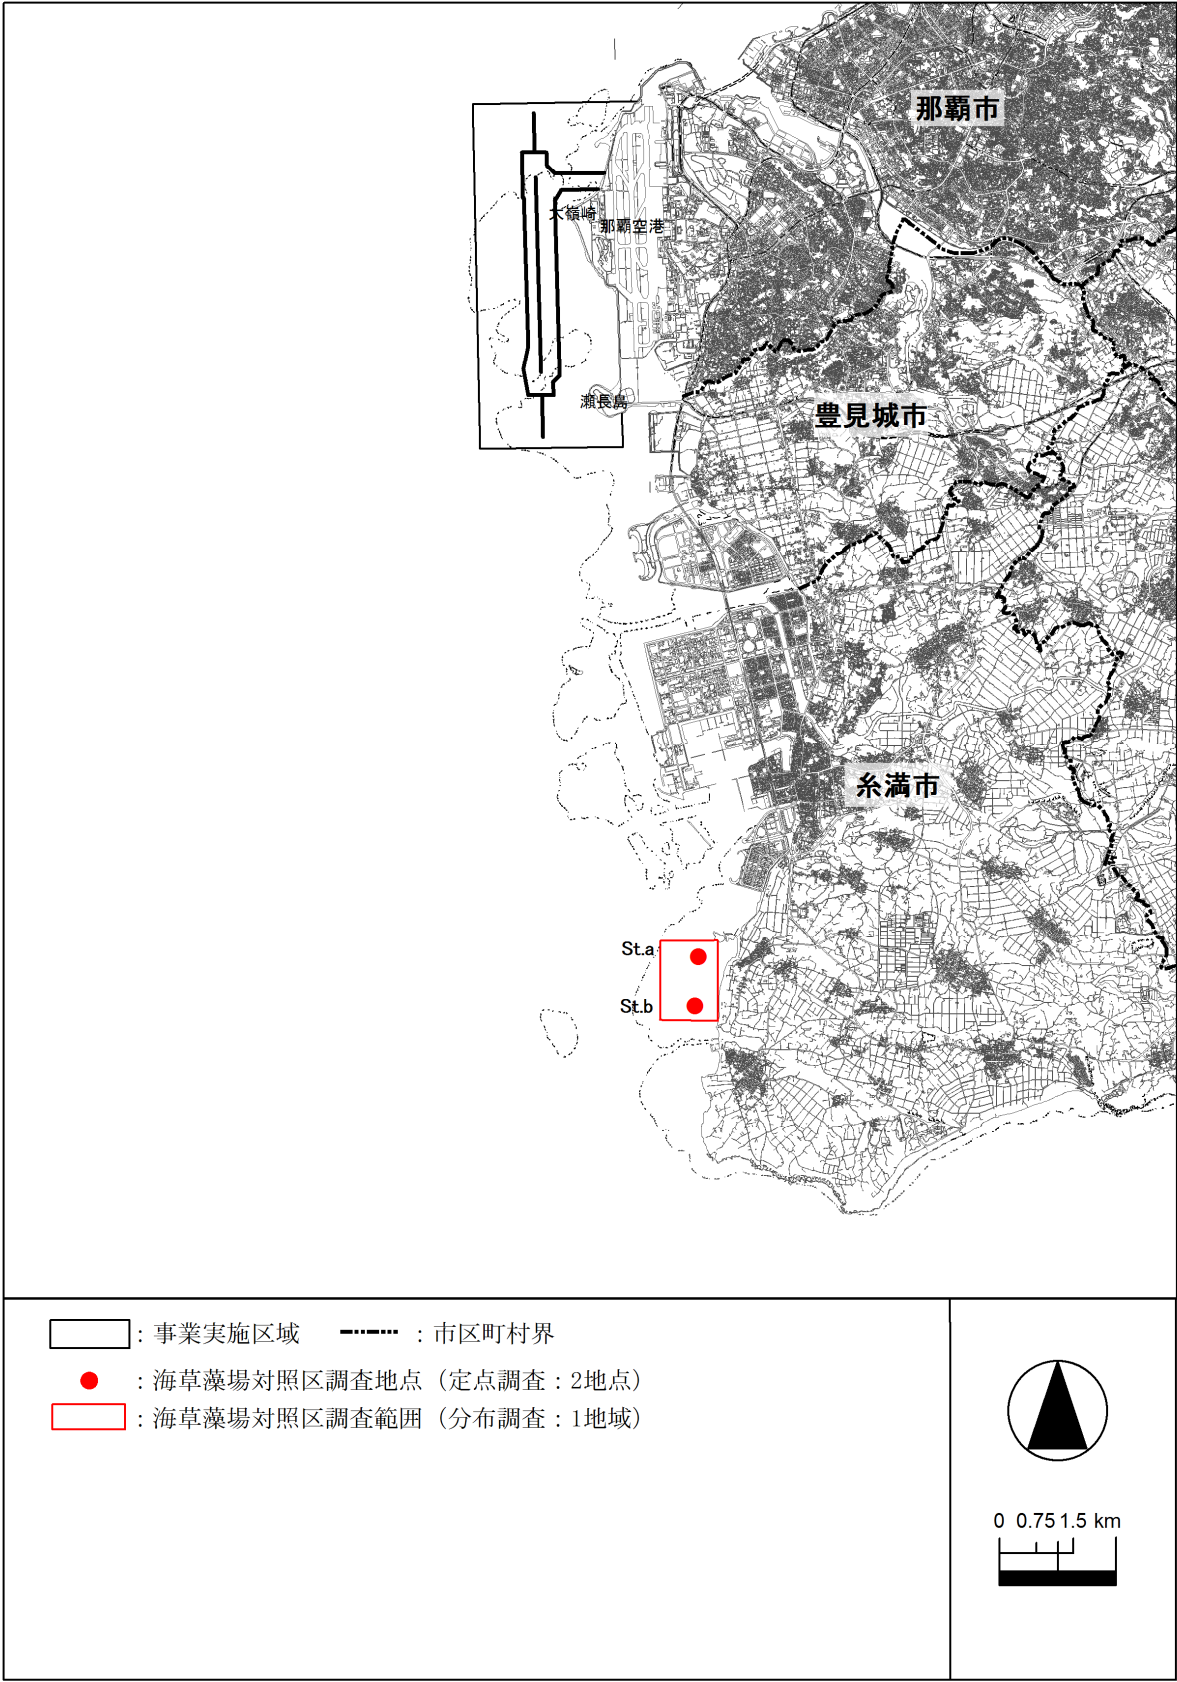 那覇市
大嶺崎
那覇空港
瀬長島
豊見城市
糸満市
St.a
St.b
：事業実施区域　：市区町村界
：海草藻場対照区調査地点（定点調査：2地点）
：海草藻場対照区調査範囲（分布調査：1地域）
0 0.75 1.5 km